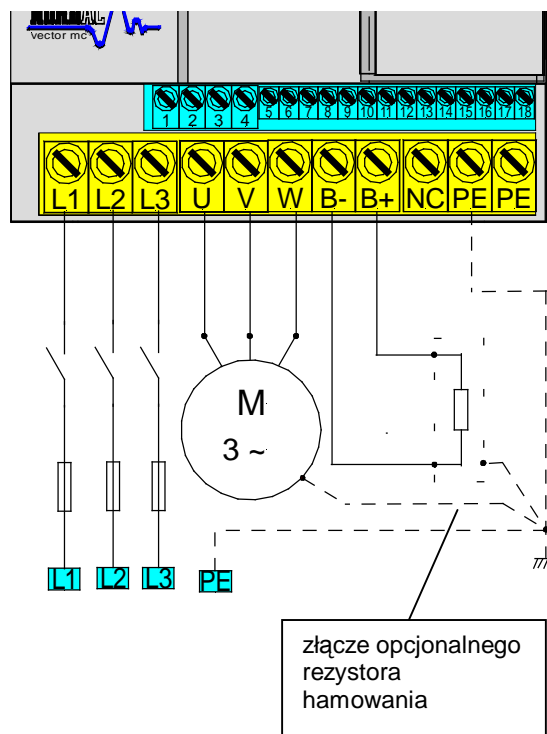 vector mc
1 2 3 4 5 6 7 8 9 10 11 12 13 14 15 16 17 18
L1 L2 L3 U V W B- B+ NC PE PE
M
3 ~
L1 L2 L3 PE
złącze opcjonalnego
rezystora
hamowania